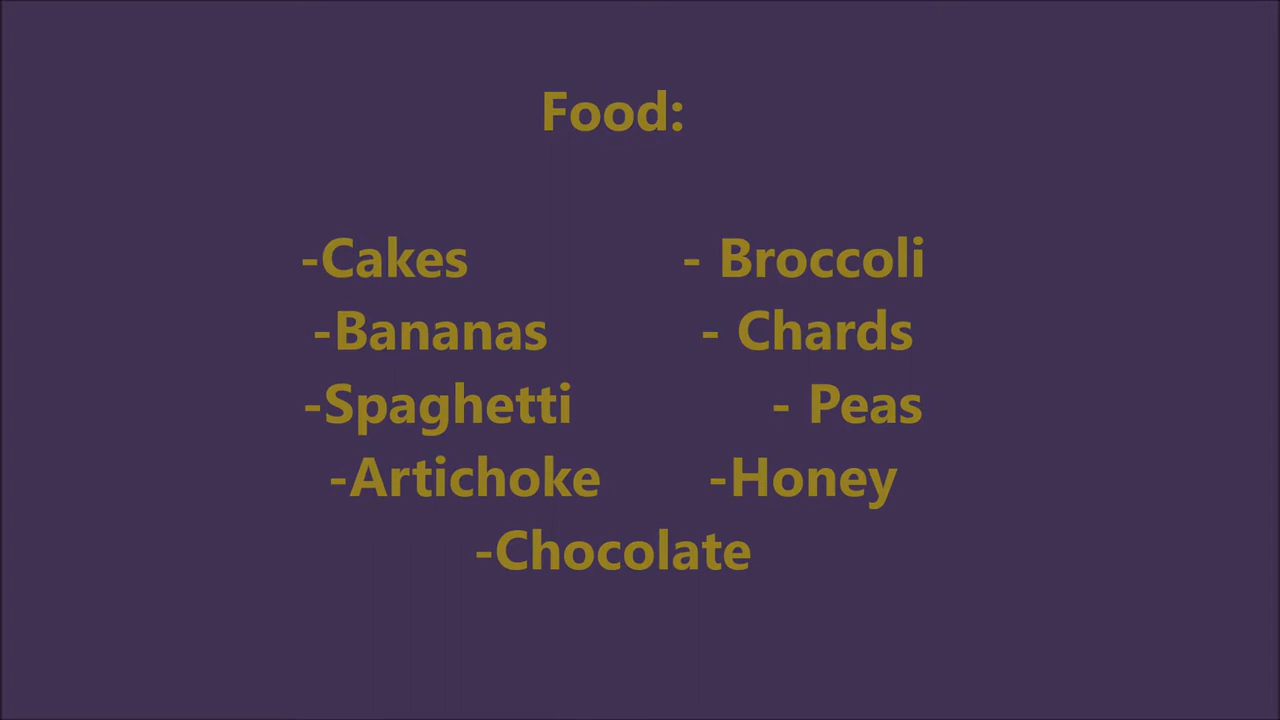 Food:
-Cakes - Broccoli
-Bananas - Chards
-Spaghetti - Peas
-Artichoke -Honey
-Chocolate